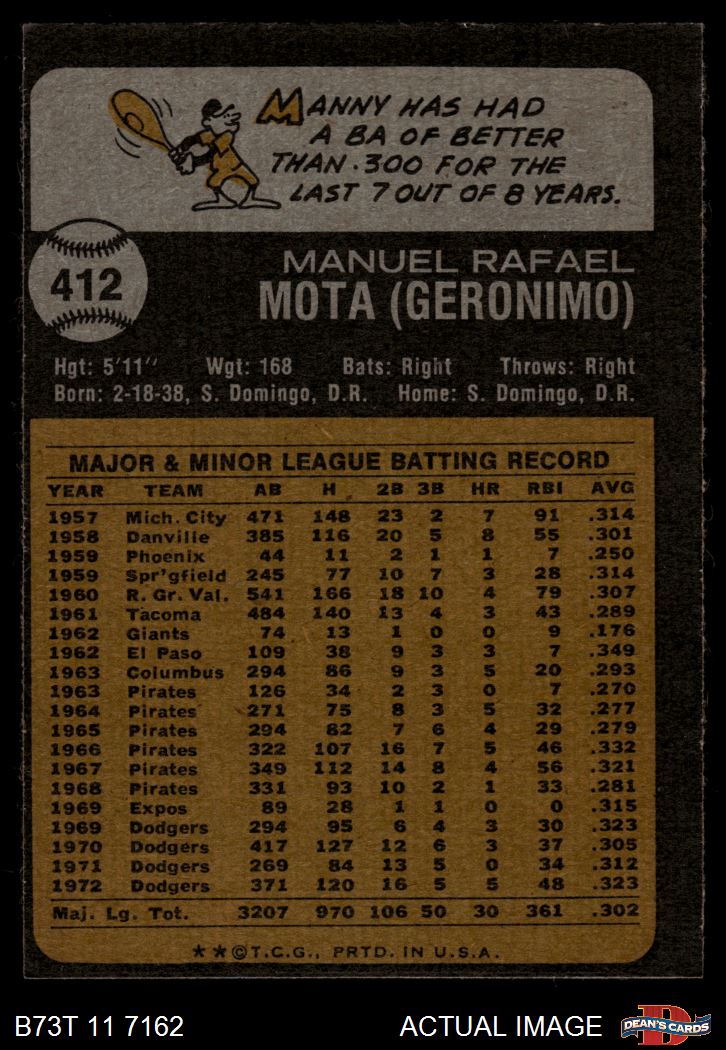 MANNY HAS HAD
A BA OF BETTER
THAN .300 FOR THE
LAST 7 OUT OF 8 YEARS.
412
MANUEL RAFAEL
MOTA (GERONIMO)
Hgt: 5'11" Wgt: 168 Bats: Right Throws: Right
Born: 2-18-38, S. Domingo, D.R. Home: S. Domingo, D.R.
MAJOR & MINOR LEAGUE BATTING RECORD
YEAR TEAM AB H 2B 3B HR RBI AVG
1957 Mich. City 471 148 23 2 7 91 .314
1958 Danville 385 116 20 5 8 55 .301
1959 Phoenix 44 11 2 1 1 7 .250
1959 Spr'gfield 245 77 10 7 3 28 .314
1960 R. Gr. Val. 541 166 18 10 4 79 .307
1961 Tacoma 484 140 13 4 3 43 .289
1962 Giants 74 13 1 0 0 9 .176
1962 El Paso 109 38 9 3 3 7 .349
1963 Columbus 294 86 9 3 5 20 .293
1963 Pirates 126 34 2 3 0 7 .270
1964 Pirates 271 75 8 3 5 32 .277
1965 Pirates 294 82 7 6 4 29 .279
1966 Pirates 322 107 16 7 5 46 .332
1967 Pirates 349 112 14 8 4 56 .321
1968 Pirates 331 93 10 2 1 33 .281
1969 Expos 89 28 1 1 0 0 .315
1969 Dodgers 294 95 6 4 3 30 .323
1970 Dodgers 417 127 12 6 3 37 .305
1971 Dodgers 269 84 13 5 0 34 .312
1972 Dodgers 371 120 16 5 5 48 .323
Maj. Lg. Tot. 3207 970 106 50 30 361 .302
★★©T.C.G., PRTD. IN U.S.A.
B73T 11 7162 ACTUAL IMAGE
D
DEAN'S CARDS